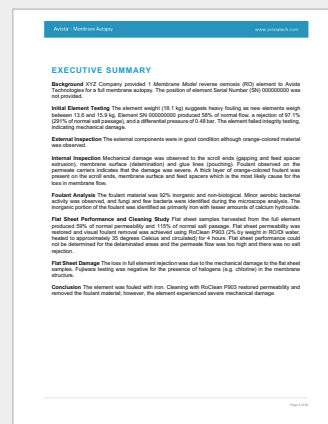 Avista | Membrane Autopsy
www.avistatech.com
EXECUTIVE SUMMARY
Background XYZ Company provided 1 Membrane Model reverse osmosis (RO) element to Avista
Technologies for a full membrane autopsy. The position of element Serial Number (SN) 000000000 was
not provided.
Initial Element Testing The element weight (18.1 kg) suggests heavy fouling as new elements weigh
between 13.6 and 15.9 kg. Element SN 000000000 produced 58% of normal flow, a rejection of 97.1%
(291% of normal salt passage), and a differential pressure of 0.48 bar. The element failed integrity testing,
indicating mechanical damage.
External Inspection The external components were in good condition although orange-colored material
was observed.
Internal Inspection Mechanical damage was observed to the scroll ends (gapping and feed spacer
extrusion), membrane surface (delamination) and glue lines (pouching). Foulant observed on the
permeate carriers indicates that the damage was severe. A thick layer of orange-colored foulant was
present on the scroll ends, membrane surface and feed spacers which is the most likely cause for the
loss in membrane flow.
Foulant Analysis The foulant material was 92% inorganic and non-biological. Minor aerobic bacterial
activity was observed, and fungi and few bacteria were identified during the microscope analysis. The
inorganic portion of the foulant was identified as primarily iron with lesser amounts of calcium hydroxide.
Flat Sheet Performance and Cleaning Study Flat sheet samples harvested from the full element
produced 59% of normal permeability and 115% of normal salt passage. Flat sheet permeability was
restored and visual foulant removal was achieved using RoClean P903 (2% by weight in RO/DI water,
heated to approximately 35 degrees Celsius and circulated) for 4 hours. Flat sheet performance could
not be determined for the delaminated areas and the permeate flow was too high and there was no salt
rejection.
Flat Sheet Damage The loss in full element rejection was due to the mechanical damage to the flat sheet
samples. Fujiwara testing was negative for the presence of halogens (e.g. chlorine) in the membrane
structure.
Conclusion The element was fouled with iron. Cleaning with RoClean P903 restored permeability and
removed the foulant material; however, the element experienced severe mechanical damage.